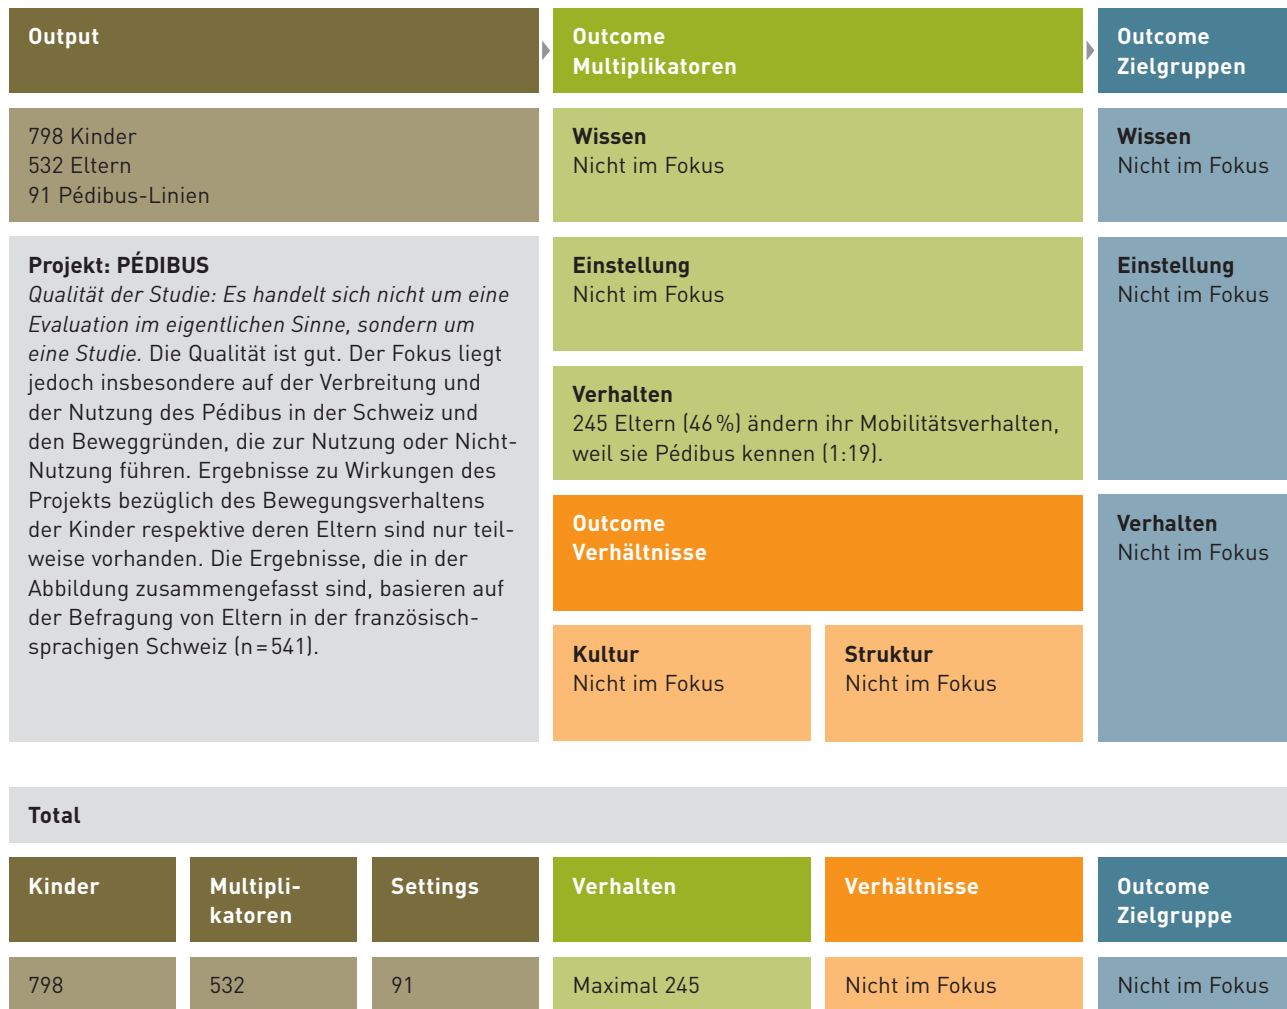 Output
Outcome
Multiplikatoren
Outcome
Zielgruppen
798 Kinder
532 Eltern
91 Pédibus-Linien
Wissen
Nicht im Fokus
Wissen
Nicht im Fokus
Projekt: PÉDIBUS
Qualität der Studie: Es handelt sich nicht um eine
Evaluation im eigentlichen Sinne, sondern um
eine Studie. Die Qualität ist gut. Der Fokus liegt
jedoch insbesondere auf der Verbreitung und
der Nutzung des Pédibus in der Schweiz und
den Beweggründen, die zur Nutzung oder Nicht-
Nutzung führen. Ergebnisse zu Wirkungen des
Projekts bezüglich des Bewegungsverhaltens
der Kinder respektive deren Eltern sind nur teil-
weise vorhanden. Die Ergebnisse, die in der
Abbildung zusammengefasst sind, basieren auf
der Befragung von Eltern in der französisch-
sprachigen Schweiz (n = 541).
Einstellung
Nicht im Fokus
Verhalten
245 Eltern (46 %) ändern ihr Mobilitätsverhalten,
weil sie Pédibus kennen (1:19).
Outcome
Verhältnisse
Kultur
Nicht im Fokus
Struktur
Nicht im Fokus
Einstellung
Nicht im Fokus
Verhalten
Nicht im Fokus
Total
Kinder
Multipli-
katoren
Settings
Verhalten
Verhältnisse
Outcome
Zielgruppe
798
532
91
Maximal 245
Nicht im Fokus
Nicht im Fokus